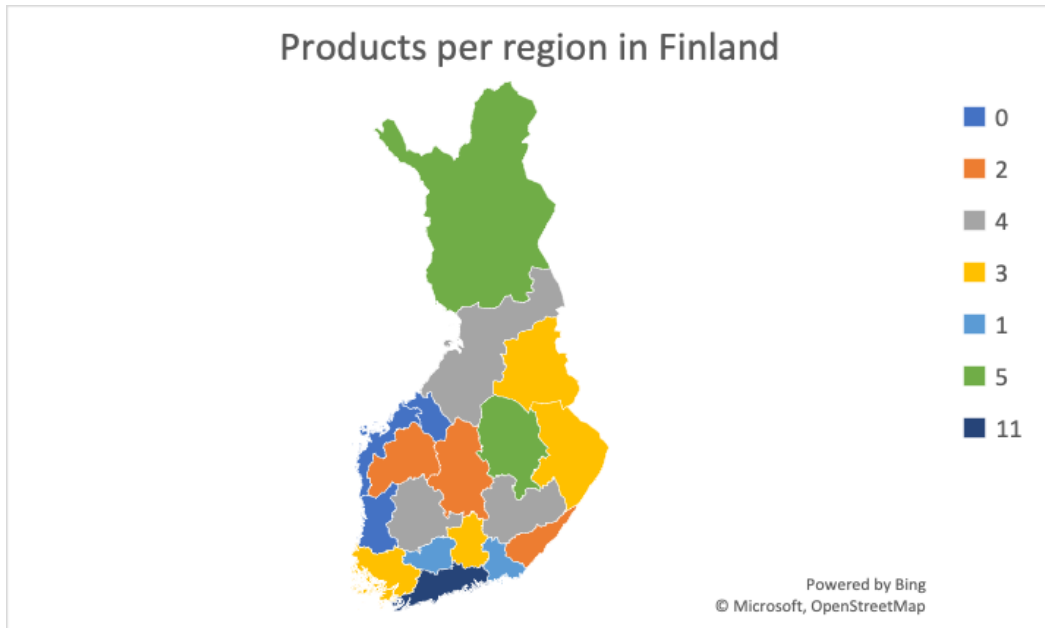 Products per region in Finland
0
2
4
3
1
5
11
Powered by Bing
© Microsoft, OpenStreetMap